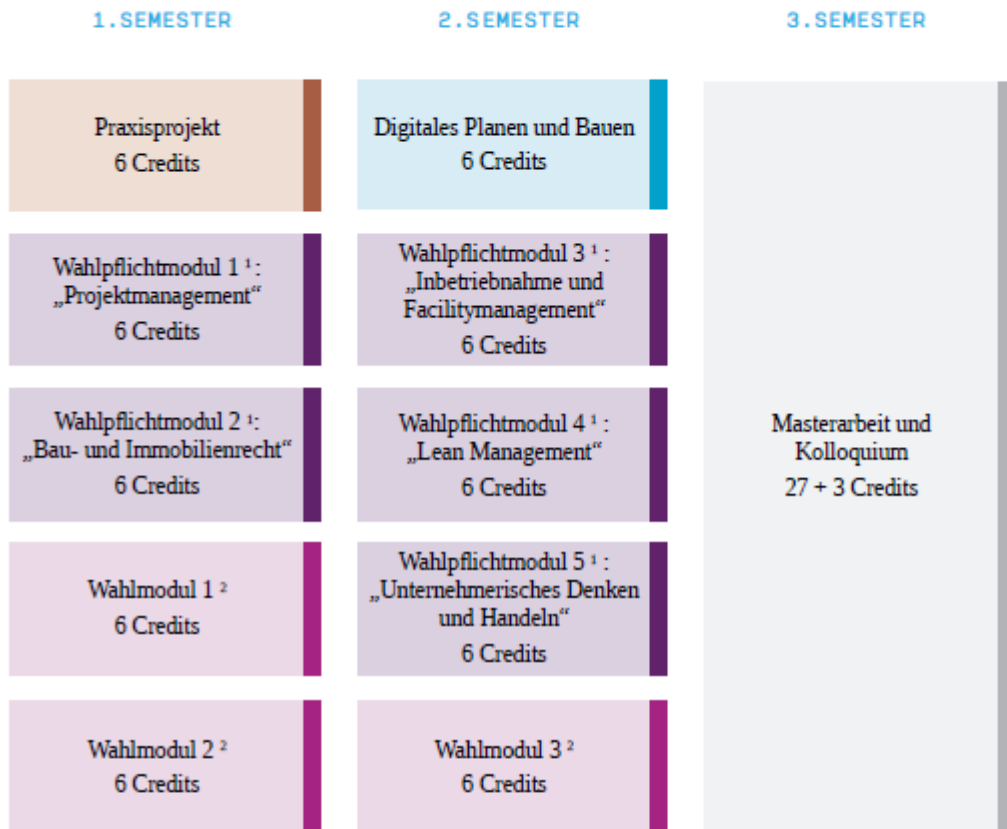 1.SEMESTER
2.SEMESTER
3.SEMESTER
Praxisprojekt
6 Credits
Wahlpflichtmodul 1 ¹ :
„Projektmanagement“
6 Credits
Wahlpflichtmodul 2 ¹:
„Bau- und Immobilienrecht“
6 Credits
Wahlmodul 1 ²
6 Credits
Wahlmodul 2 ²
6 Credits
Digitales Planen und Bauen
6 Credits
Wahlpflichtmodul 3 ¹ :
„Inbetriebnahme und
Facilitymanagement“
6 Credits
Wahlpflichtmodul 4 ¹ :
„Lean Management“
6 Credits
Wahlpflichtmodul 5 ¹ :
„Unternehmerisches Denken
und Handeln“
6 Credits
Wahlmodul 3 ²
6 Credits
Masterarbeit und
Kolloquium
27 + 3 Credits